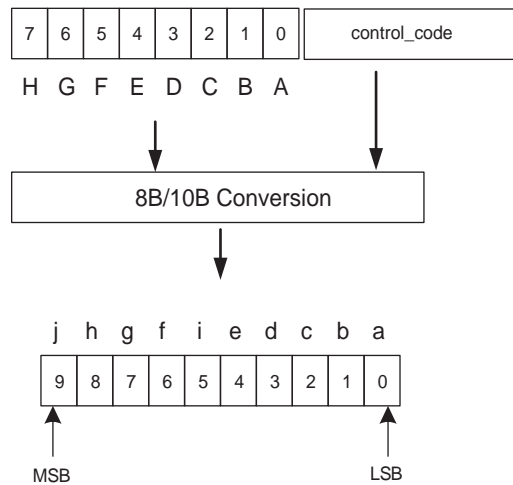 7 6 5 4 3 2 1 0 control_code
H G F E D C B A
8B/10B Conversion
j h g f i e d c b a
9 8 7 6 5 4 3 2 1 0
MSB LSB